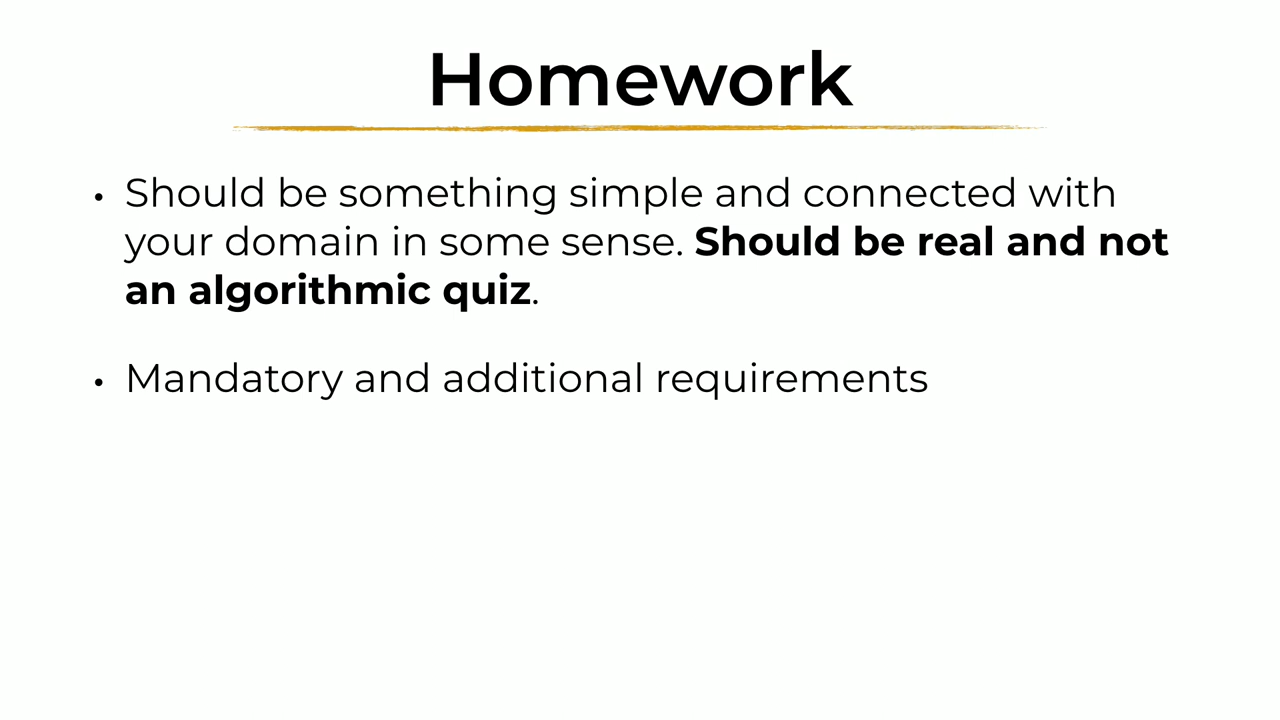 Homework
• Should be something simple and connected with
your domain in some sense. Should be real and not
an algorithmic quiz.
• Mandatory and additional requirements